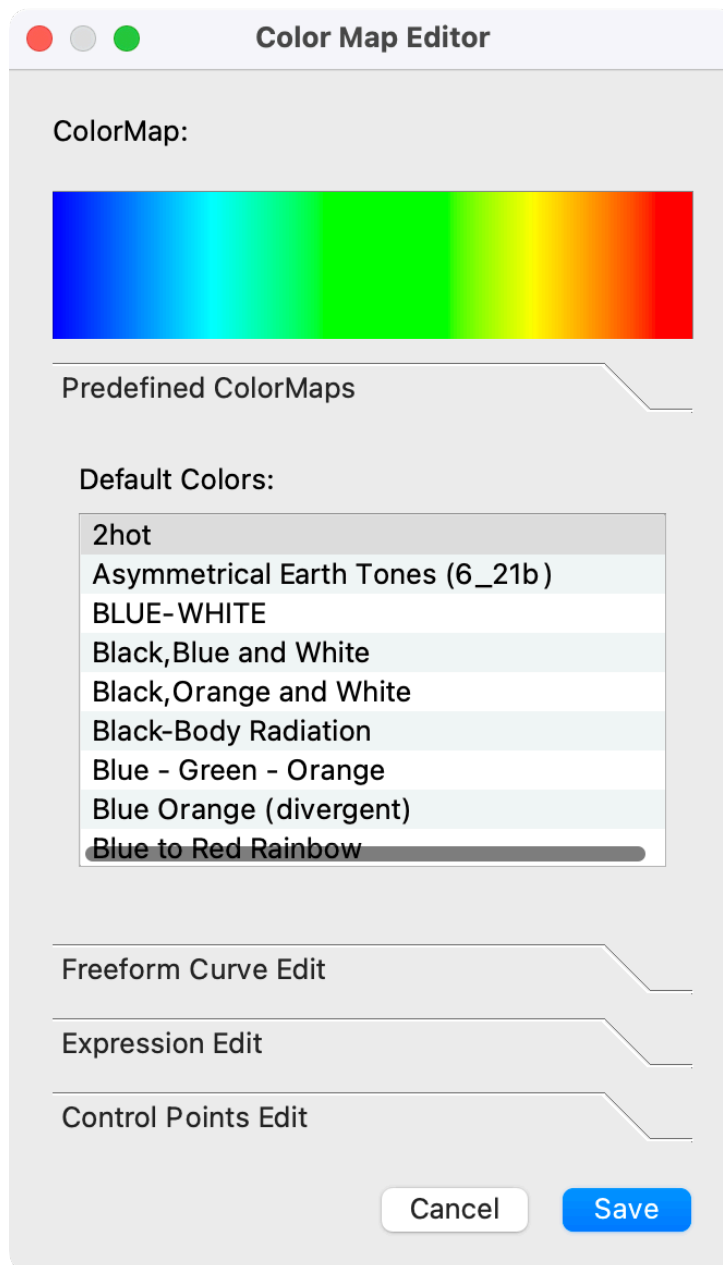 Color Map Editor
ColorMap:
Predefined ColorMaps
Default Colors:
2hot
Asymmetrical Earth Tones (6_21b)
BLUE-WHITE
Black,Blue and White
Black,Orange and White
Black-Body Radiation
Blue - Green - Orange
Blue Orange (divergent)
Blue to Red Rainbow
Freeform Curve Edit
Expression Edit
Control Points Edit
Cancel
Save